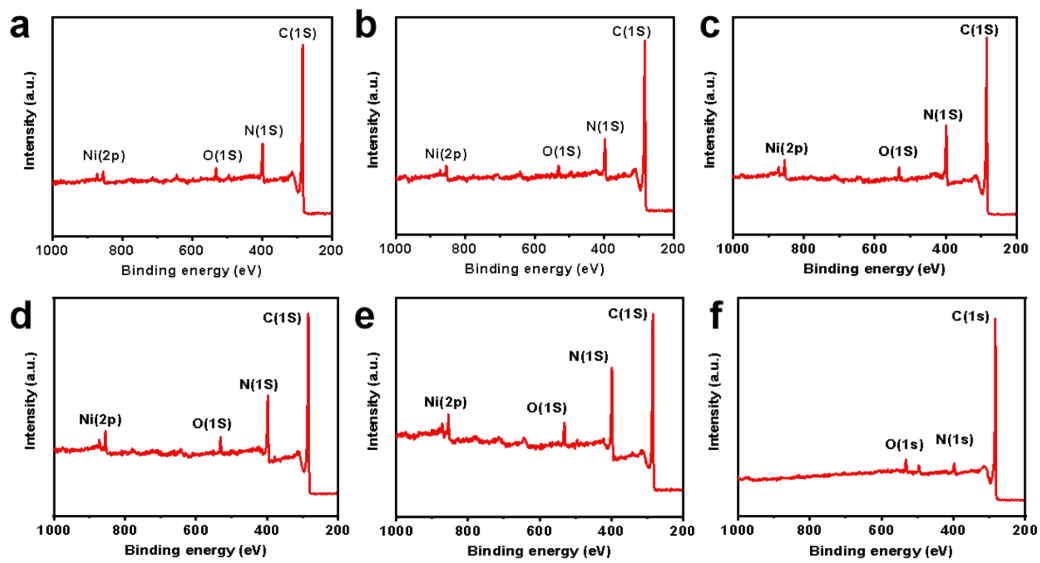 a
C(1S)
N(1S)
Ni(2p)
O(1S)
Intensity (a.u.)
1000 800 600 400 200
Binding energy (eV)
b
C(1S)
N(1S)
Ni(2p)
O(1S)
Intensity (a.u.)
1000 800 600 400 200
Binding energy (eV)
c
C(1S)
N(1S)
Ni(2p)
O(1S)
Intensity (a.u.)
1000 800 600 400 200
Binding energy (eV)
d
C(1S)
N(1S)
Ni(2p)
O(1S)
Intensity (a.u.)
1000 800 600 400 200
Binding energy (eV)
e
C(1S)
N(1S)
Ni(2p)
O(1S)
Intensity (a.u.)
1000 800 600 400 200
Binding energy (eV)
f
C(1s)
O(1s)
N(1s)
Intensity (a.u.)
1000 800 600 400 200
Binding energy (eV)